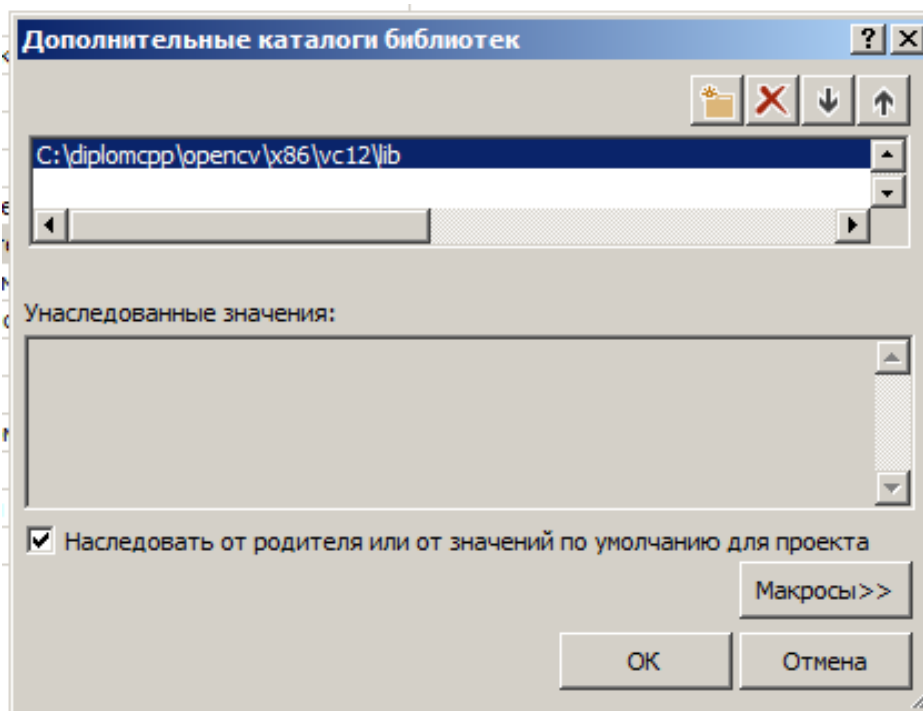 Дополнительные каталоги библиотек
C:\diplomcpp\opencv\x86\vc12\lib
Унаследованные значения:
Наследовать от родителя или от значений по умолчанию для проекта
Макросы>>
ОК
Отмена